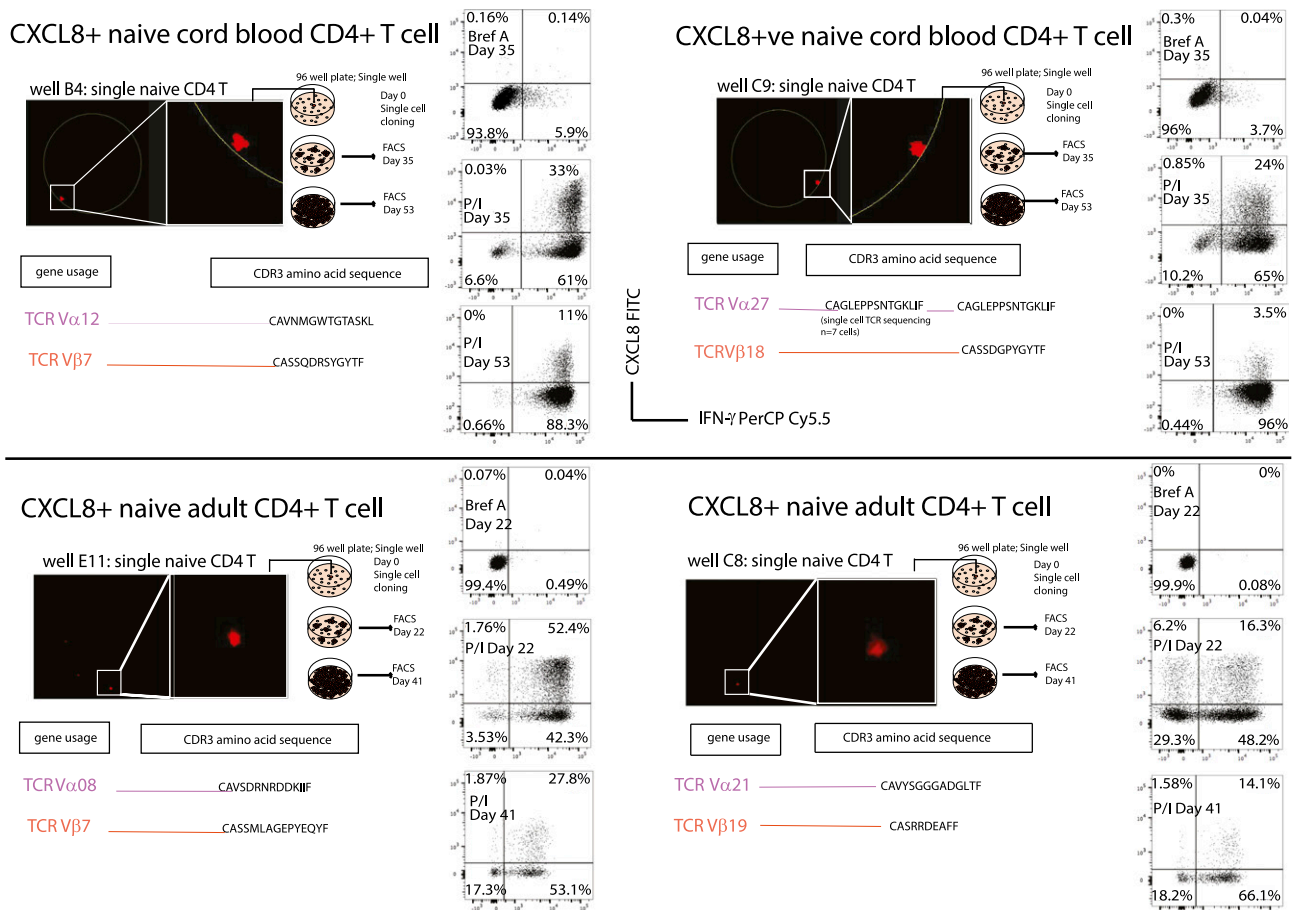 CXCL8+ naive cord blood CD4+ T cell
well B4: single naive CD4 T
96 well plate; Single well
Day 0
Single cell
cloning
FACS
Day 35
FACS
Day 53
gene usage
CDR3 amino acid sequence
TCR Vα12
CAVNMGWTGTASKL
TCR Vβ7
CASSQDRSYGYTF
0.16% 0.14%
Bref A
Day 35
93.8% 5.9%
0.03% 33%
P/I
Day 35
6.6% 61%
0% 11%
P/I
Day 53
0.66% 88.3%
CXCL8+ve naive cord blood CD4+ T cell
well C9: single naive CD4 T
96 well plate; Single well
Day 0
Single cell
cloning
FACS
Day 35
FACS
Day 53
gene usage
CDR3 amino acid sequence
TCR Vα27
CAGLEPPSNTGKLIF CAGLEPPSNTGKLIF
(single cell TCR sequencing
n=7 cells)
TCRVβ18
CASSDGPYGYTF
CXCL8 FITC
IFN-γ PerCP Cy5.5
0.3% 0.04%
Bref A
Day 35
96% 3.7%
0.85% 24%
P/I
Day 35
10.2% 65%
0% 3.5%
P/I
Day 53
0.44% 96%
CXCL8+ naive adult CD4+ T cell
well E11: single naive CD4 T
96 well plate; Single well
Day 0
Single cell
cloning
FACS
Day 22
FACS
Day 41
gene usage
CDR3 amino acid sequence
TCR Vα08
CAVSDRNRDDKIIF
TCR Vβ7
CASSMLAGEPYEQYF
0.07% 0.04%
Bref A
Day 22
99.4% 0.49%
1.76% 52.4%
P/I Day 22
3.53% 42.3%
1.87% 27.8%
P/I
Day 41
17.3% 53.1%
CXCL8+ naive adult CD4+ T cell
well C8: single naive CD4 T
96 well plate; Single well
Day 0
Single cell
cloning
FACS
Day 22
FACS
Day 41
gene usage
CDR3 amino acid sequence
TCR Vα21
CAVYSGGGADGLTF
TCR Vβ19
CASRRDEAFF
0% 0%
Bref A
Day 22
99.9% 0.08%
6.2% 16.3%
P/I Day 22
29.3% 48.2%
1.58% 14.1%
P/I Day 41
18.2% 66.1%